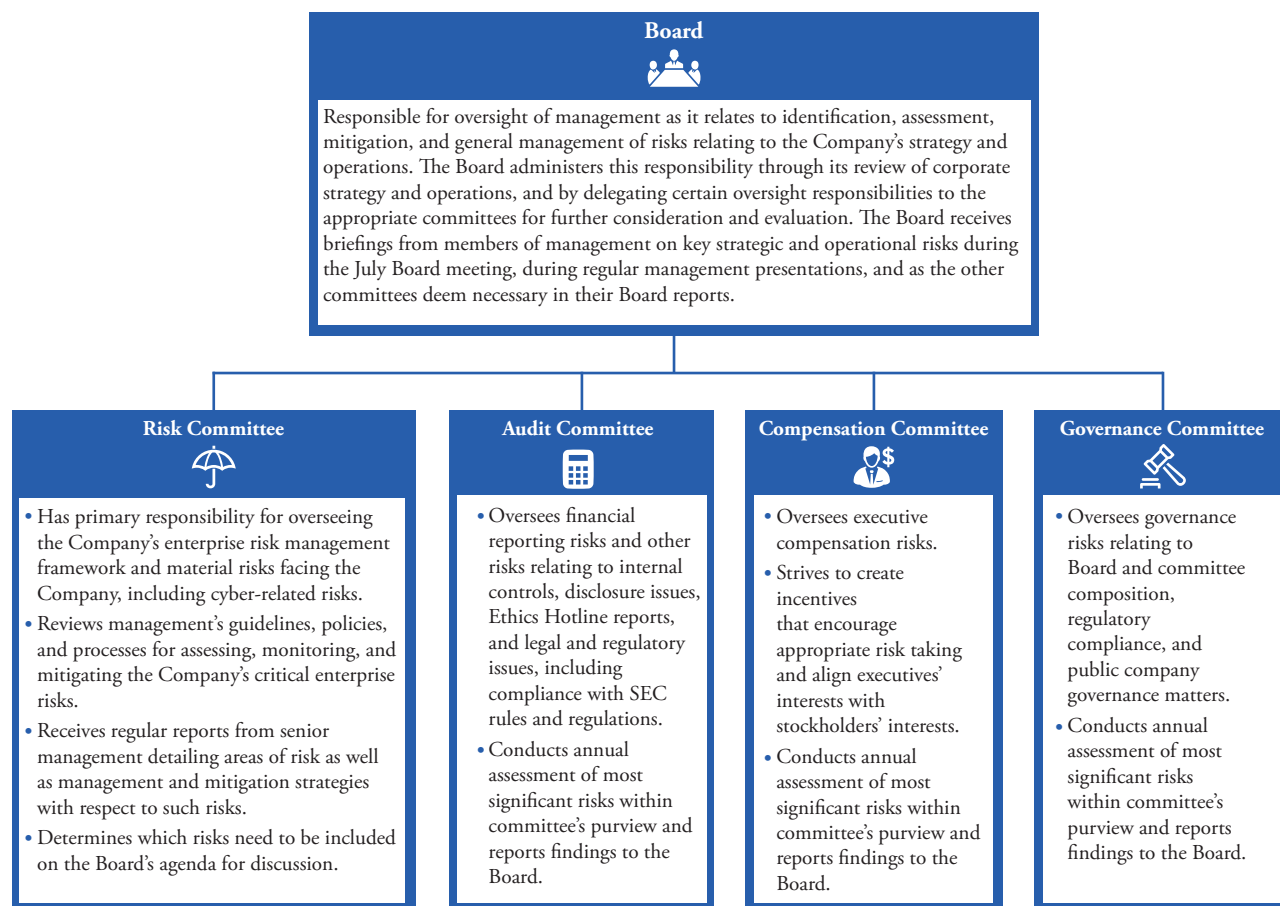 Board
Responsible for oversight of management as it relates to identification, assessment,
mitigation, and general management of risks relating to the Company’s strategy and
operations. The Board administers this responsibility through its review of corporate
strategy and operations, and by delegating certain oversight responsibilities to the
appropriate committees for further consideration and evaluation. The Board receives
briefings from members of management on key strategic and operational risks during
the July Board meeting, during regular management presentations, and as the other
committees deem necessary in their Board reports.
Risk Committee
• Has primary responsibility for overseeing
the Company’s enterprise risk management
framework and material risks facing the
Company, including cyber-related risks.
• Reviews management’s guidelines, policies,
and processes for assessing, monitoring, and
mitigating the Company’s critical enterprise
risks.
• Receives regular reports from senior
management detailing areas of risk as well
as management and mitigation strategies
with respect to such risks.
• Determines which risks need to be included
on the Board’s agenda for discussion.
Audit Committee
• Oversees financial
reporting risks and other
risks relating to internal
controls, disclosure issues,
Ethics Hotline reports,
and legal and regulatory
issues, including
compliance with SEC
rules and regulations.
• Conducts annual
assessment of most
significant risks within
committee’s purview and
reports findings to the
Board.
Compensation Committee
$
• Oversees executive
compensation risks.
• Strives to create
incentives
that encourage
appropriate risk taking
and align executives’
interests with
stockholders’ interests.
• Conducts annual
assessment of most
significant risks within
committee’s purview and
reports findings to the
Board.
Governance Committee
• Oversees governance
risks relating to
Board and committee
composition,
regulatory
compliance, and
public company
governance matters.
• Conducts annual
assessment of most
significant risks
within committee’s
purview and reports
findings to the Board.